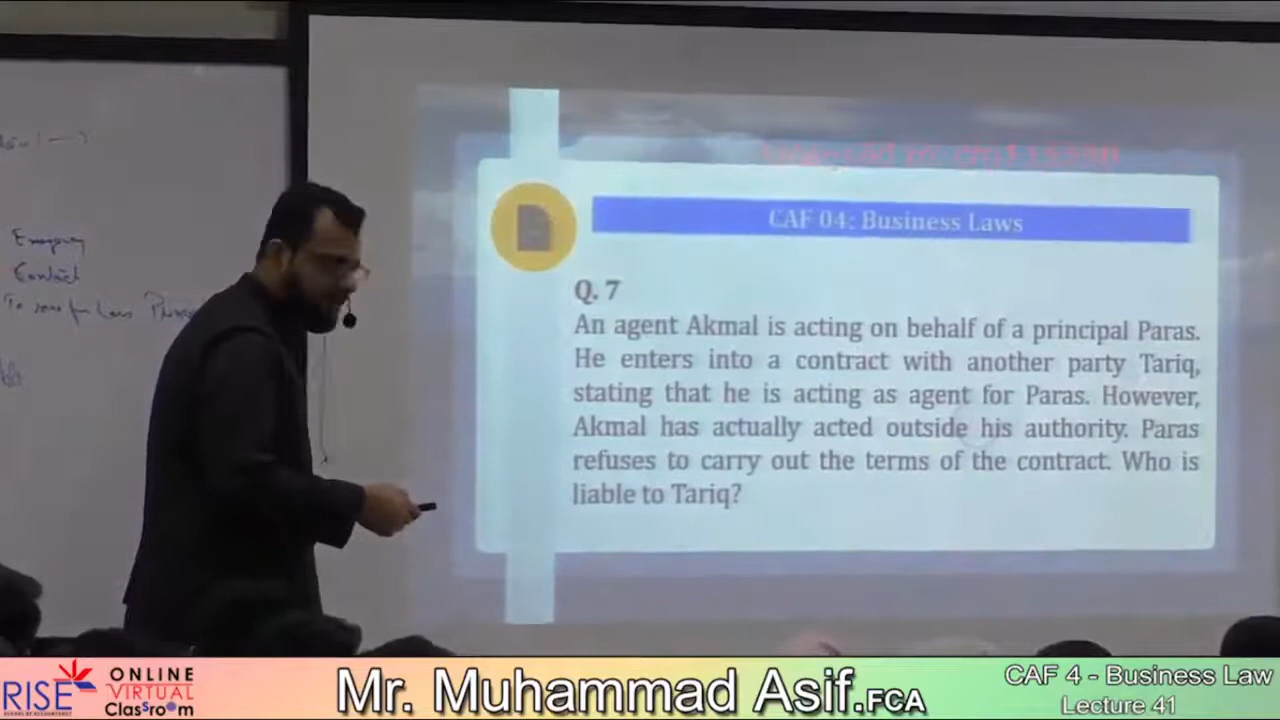 Emergency
Contact
CAF 04: Business Laws
Q. 7
An agent Akmal is acting on behalf of a principal Paras.
He enters into a contract with another party Tariq,
stating that he is acting as agent for Paras. However,
Akmal has actually acted outside his authority. Paras
refuses to carry out the terms of the contract. Who is
liable to Tariq?
RISE
ONLINE
VIRTUAL
Classroom
Mr. Muhammad Asif.FCA
CAF 4 - Business Law
Lecture 41